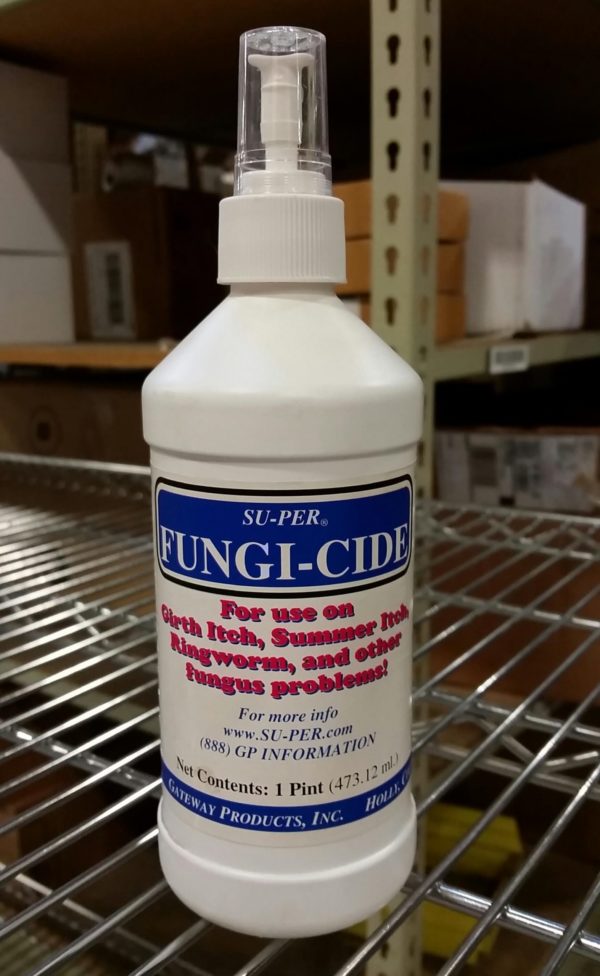 SU-PER®
FUNGI-CIDE
For use on
Girth Itch, Summer Itch,
Ringworm, and other
fungus problems!
For more info
www.SU-PER.com
(888) GP INFORMATION
Net Contents: 1 Pint (473.12 ml.)
GATEWAY PRODUCTS, INC. HOLLY,